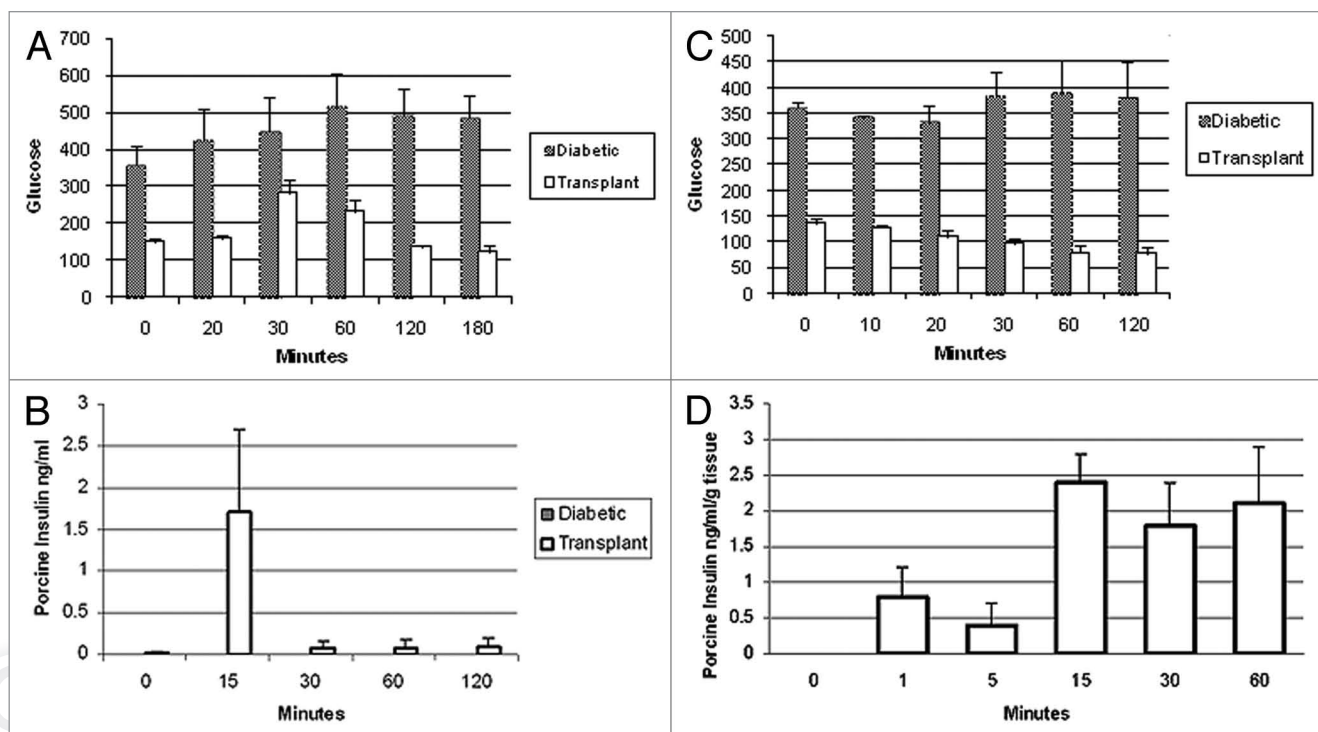 A
700
600
500
400
300
200
100
0
Glucose
0 20 30 60 120 180
Minutes
Diabetic
Transplant
C
500
450
400
350
300
250
200
150
100
50
0
Glucose
0 10 20 30 60 120
Minutes
Diabetic
Transplant
B
3
2.5
2
1.5
1
0.5
0
Porcine Insulin ng/ml
0 15 30 60 120
Minutes
Diabetic
Transplant
D
3.5
3
2.5
2
1.5
1
0.5
0
Porcine Insulin ng/ml/g tissue
0 1 5 15 30 60
Minutes